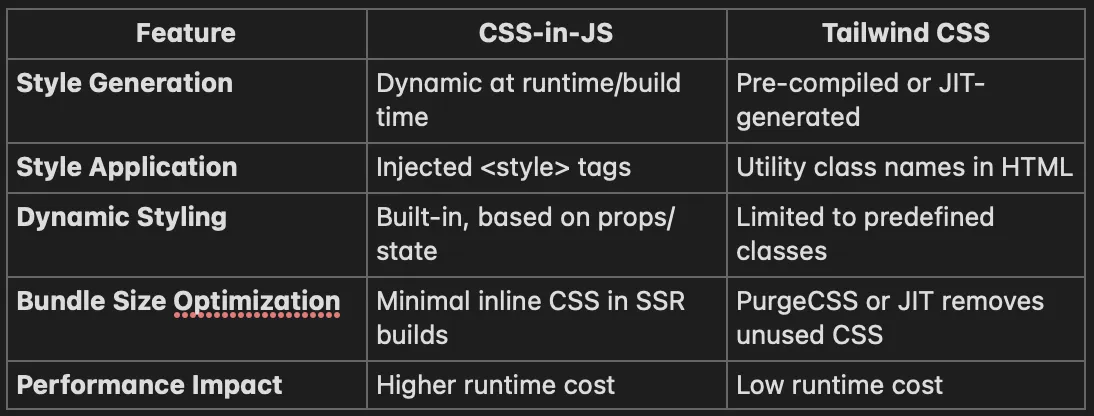 Feature CSS-in-JS Tailwind CSS
Style Generation Dynamic at runtime/build Pre-compiled or JIT-
time generated
Style Application Injected <style> tags Utility class names in HTML
Dynamic Styling Built-in, based on props/ Limited to predefined
state classes
Bundle Size Optimization Minimal inline CSS in SSR PurgeCSS or JIT removes
builds unused CSS
Performance Impact Higher runtime cost Low runtime cost